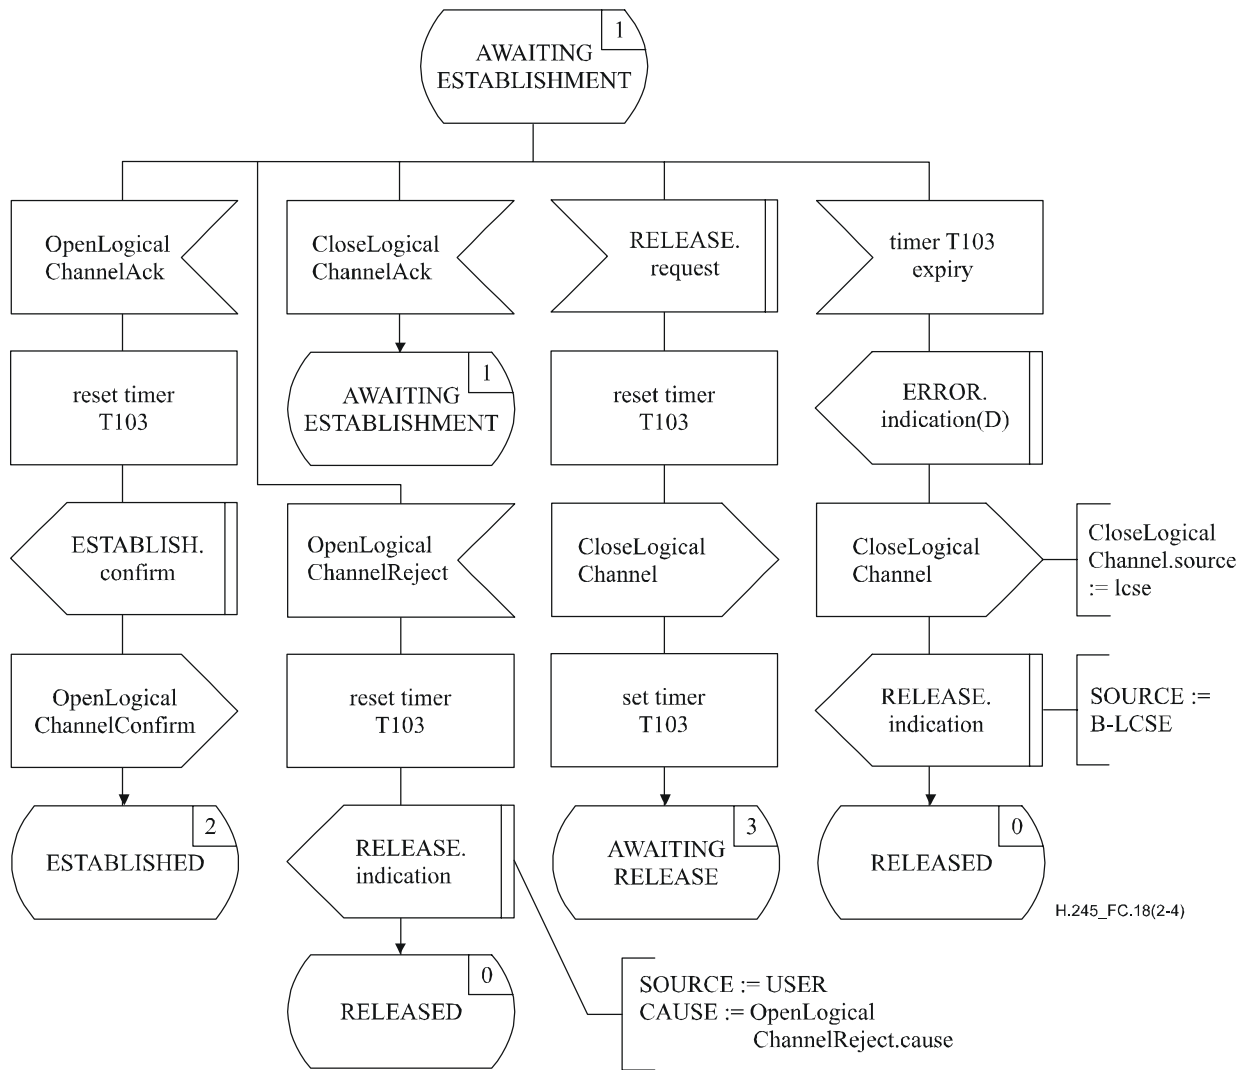 1
AWAITING
ESTABLISHMENT
OpenLogical
ChannelAck
CloseLogical
ChannelAck
RELEASE.
request
timer T103
expiry
reset timer
T103
1
AWAITING
ESTABLISHMENT
reset timer
T103
ERROR.
indication(D)
ESTABLISH.
confirm
OpenLogical
ChannelReject
CloseLogical
Channel
CloseLogical
Channel
CloseLogical
Channel.source
:= lcse
OpenLogical
ChannelConfirm
reset timer
T103
set timer
T103
RELEASE.
indication
SOURCE :=
B-LCSE
2
ESTABLISHED
RELEASE.
indication
3
AWAITING
RELEASE
0
RELEASED
H.245_FC.18(2-4)
0
RELEASED
SOURCE := USER
CAUSE := OpenLogical
ChannelReject.cause